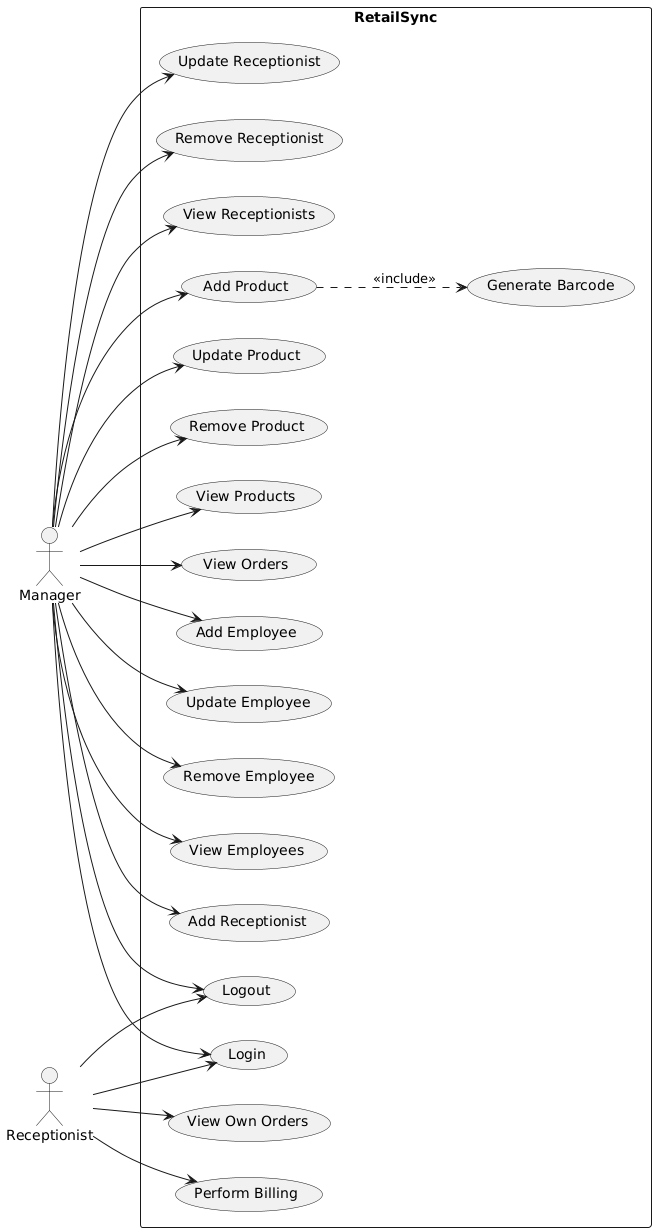 RetailSync
Update Receptionist
Remove Receptionist
View Receptionists
Add Product
«include»
Generate Barcode
Update Product
Remove Product
View Products
View Orders
Manager
Add Employee
Update Employee
Remove Employee
View Employees
Add Receptionist
Logout
Login
View Own Orders
Receptionist
Perform Billing